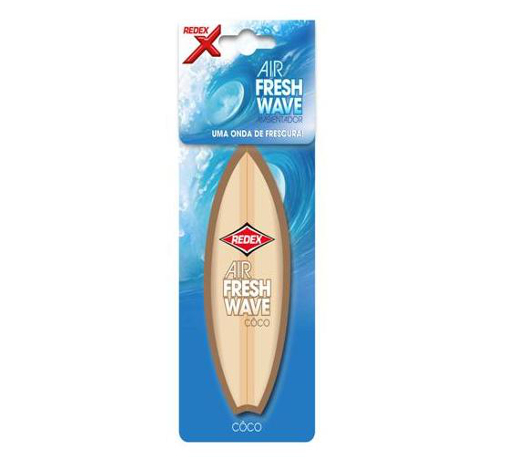 REDEX
X
AIR
FRESH
WAVE
AMBIENTADOR
UMA ONDA DE FRESCURA!
REDEX
AIR
FRESH
WAVE
CÔCO
CÔCO